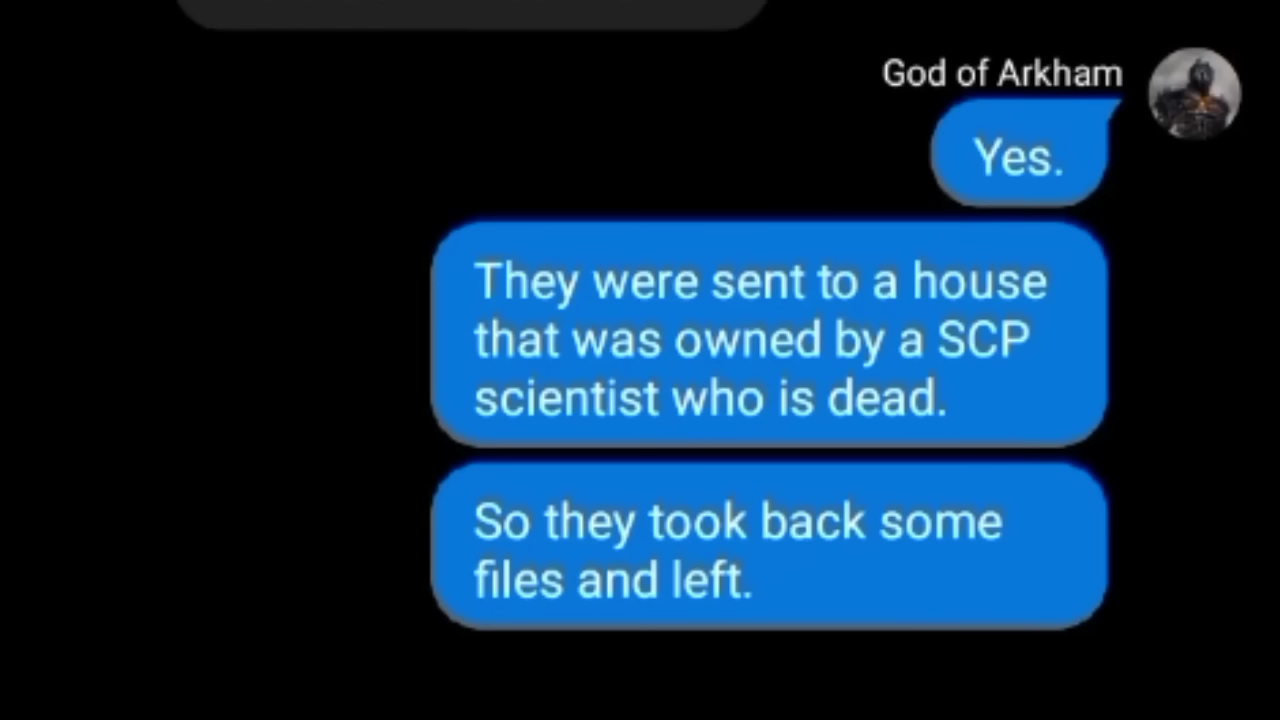 God of Arkham
Yes.
They were sent to a house
that was owned by a SCP
scientist who is dead.
So they took back some
files and left.